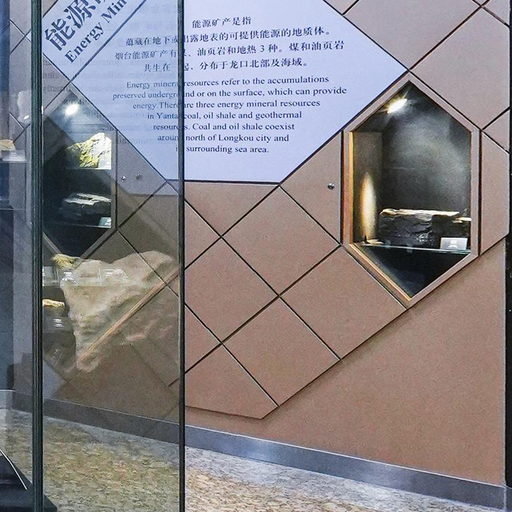 能源
Energy Min
能源矿产是指
蕴藏在地下或出露地表的可提供能源的地质体。
烟台能源矿产有煤、油页岩和地热 3 种。煤和油页岩
共生在一起，分布于龙口北部及海域。
Energy mineral resources refer to the accumulations
preserved underground or on the surface, which can provide
energy There are three energy mineral resources
in Yantai coal, oil shale and geothermal
resources. Coal and oil shale coexist
around north of Longkou city and
surrounding sea area.